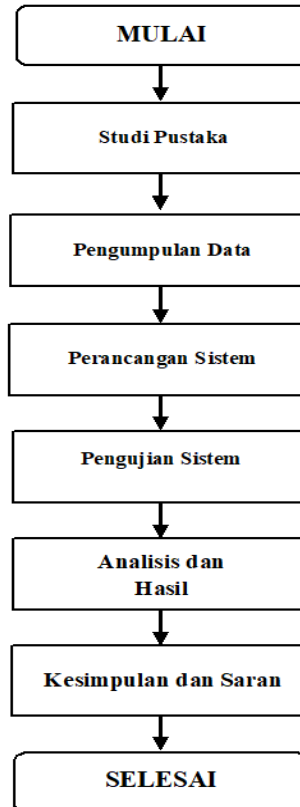 MULAI
Studi Pustaka
Pengumpulan Data
Perancangan Sistem
Pengujian Sistem
Analisis dan
Hasil
Kesimpulan dan Saran
SELESAI